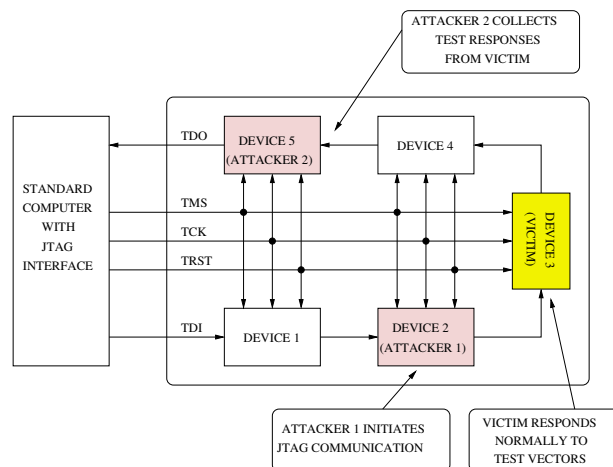 ATTACKER 2 COLLECTS
TEST RESPONSES
FROM VICTIM
STANDARD
COMPUTER
WITH
JTAG
INTERFACE
TDO
TMS
TCK
TRST
TDI
DEVICE 5
(ATTACKER 2)
DEVICE 4
DEVICE 3
(VICTIM)
DEVICE 1
DEVICE 2
(ATTACKER 1)
ATTACKER 1 INITIATES
JTAG COMMUNICATION
VICTIM RESPONDS
NORMALLY TO
TEST VECTORS